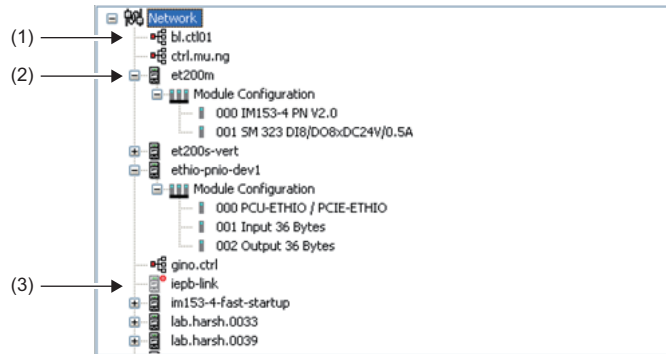 Network
(1) bl.ctl01
ctrl.mu.ng
(2) et200m
Module Configuration
000 IM153-4 PN V2.0
001 SM 323 DI8/DO8xDC24V/0.5A
et200s-vert
ethio-pnio-dev1
Module Configuration
000 PCU-ETHIO / PCIE-ETHIO
001 Input 36 Bytes
002 Output 36 Bytes
gino.ctrl
(3) iepb-link
im153-4-fast-startup
lab.harsh.0033
lab.harsh.0039